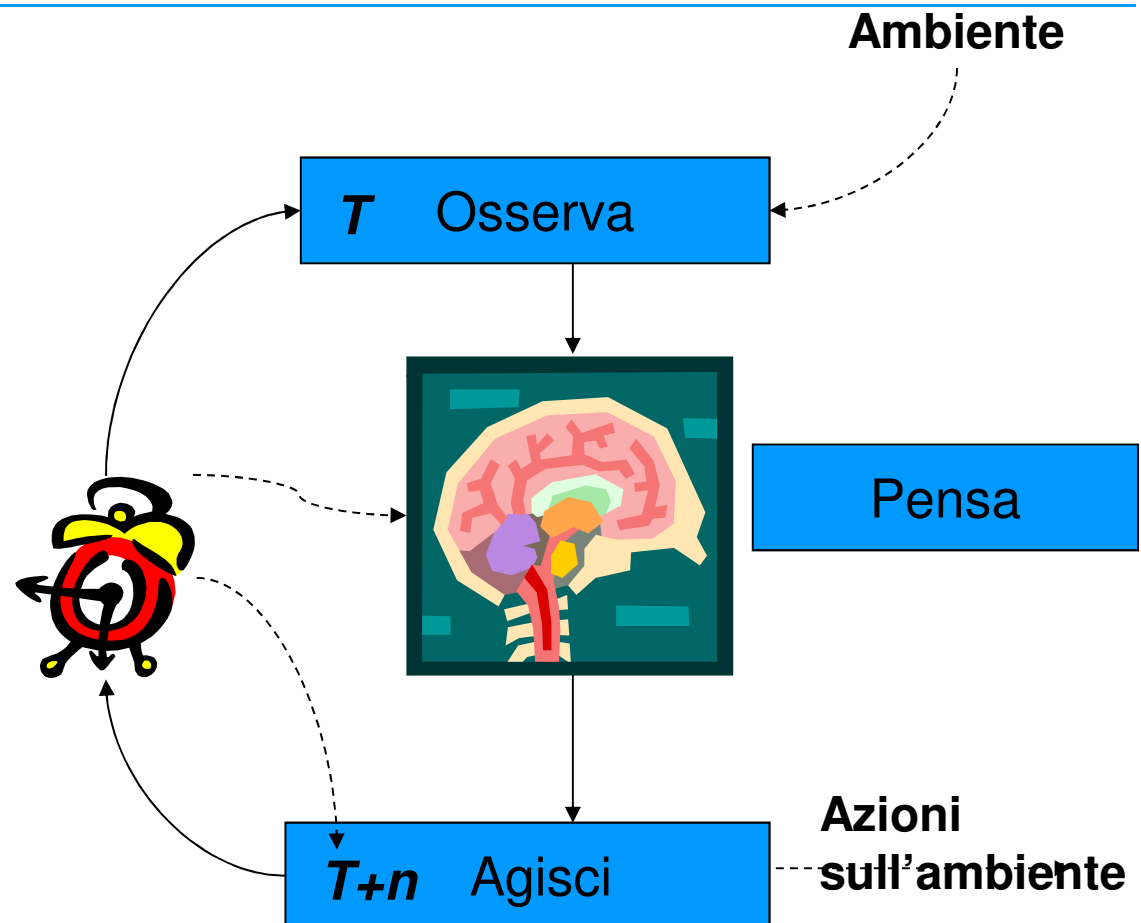 Ambiente
T Osserva
Pensa
Azioni
sull’ambiente
T+n Agisci